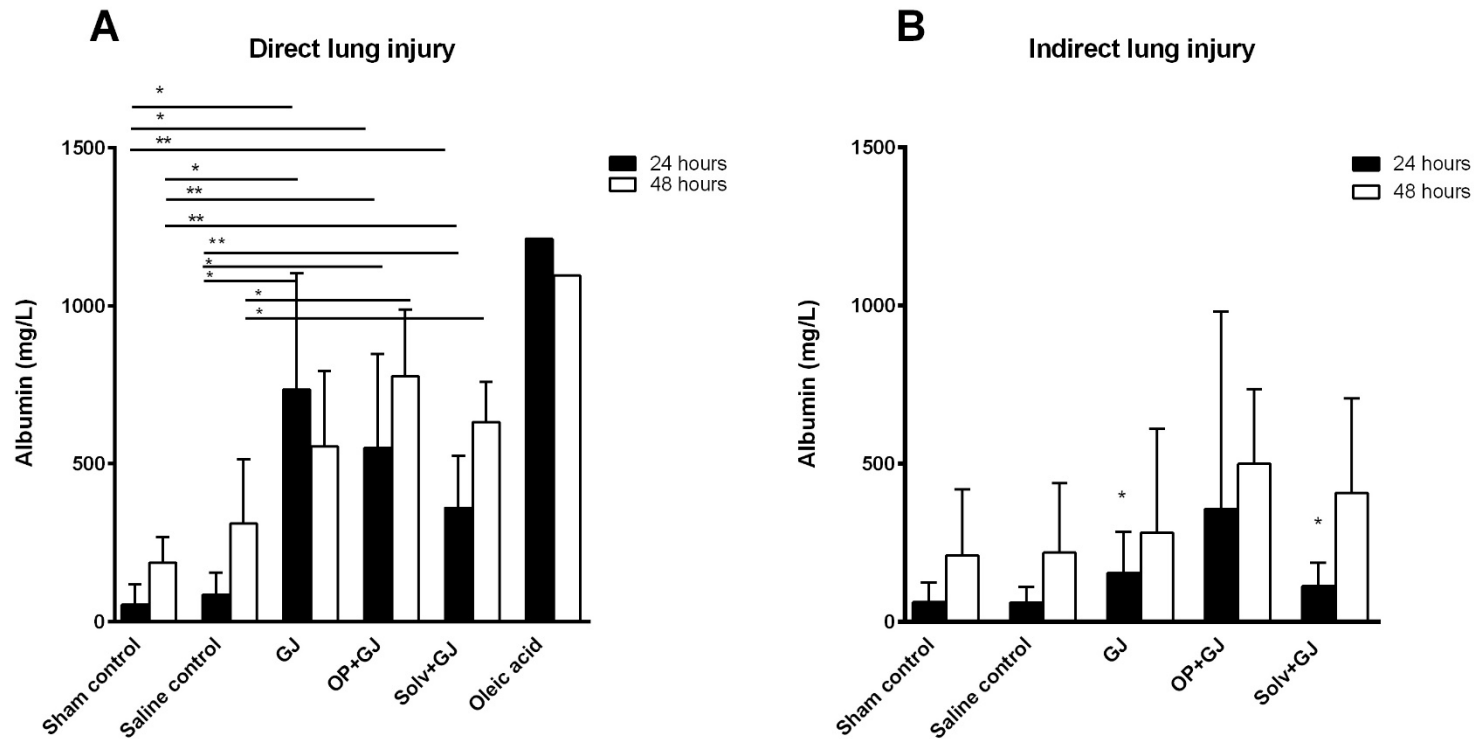 A
Direct lung injury
*
*
**
*
**
**
**
*
*
*
*
1500
1000
500
0
Albumin (mg/L)
24 hours
48 hours
Sham control
Saline control
GJ
OP+GJ
Solv+GJ
Oleic acid
B
Indirect lung injury
1500
1000
500
0
Albumin (mg/L)
24 hours
48 hours
*
*
Sham control
Saline control
GJ
OP+GJ
Solv+GJ